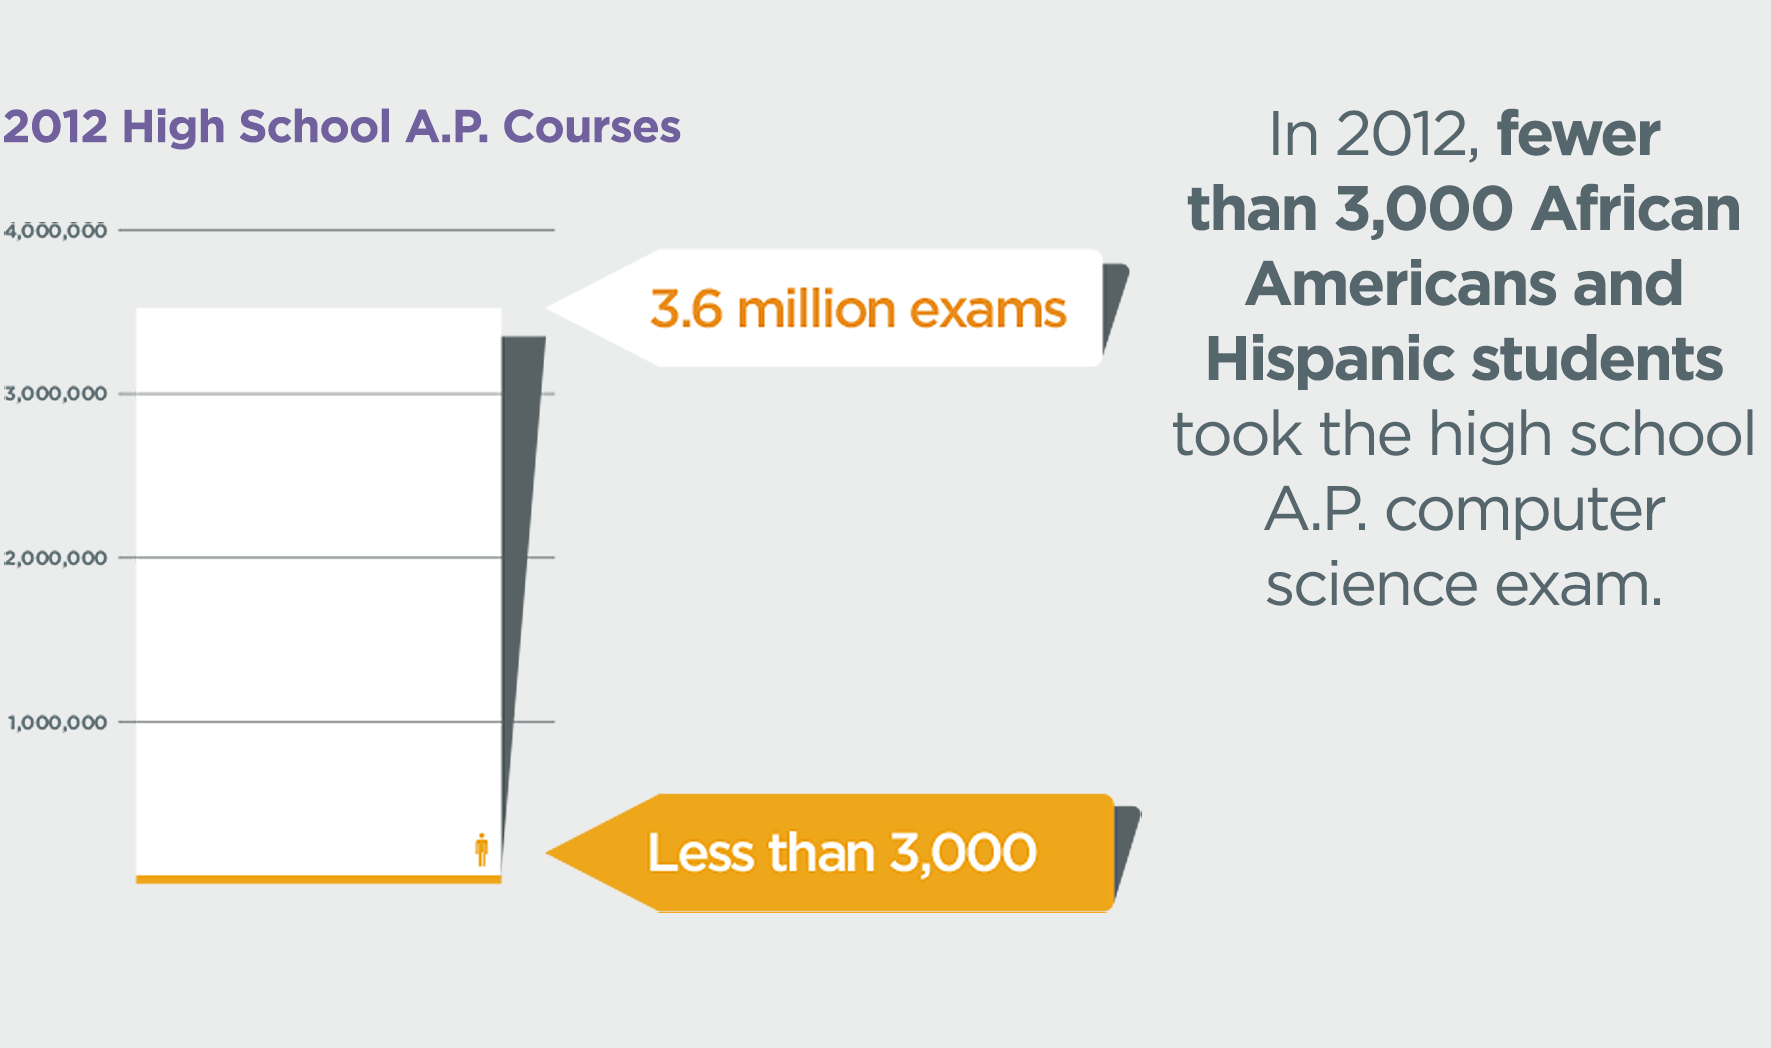 2012 High School A.P. Courses
4,000,000
3.6 million exams
3,000,000
2,000,000
1,000,000
Less than 3,000
In 2012, fewer
than 3,000 African
Americans and
Hispanic students
took the high school
A.P. computer
science exam.